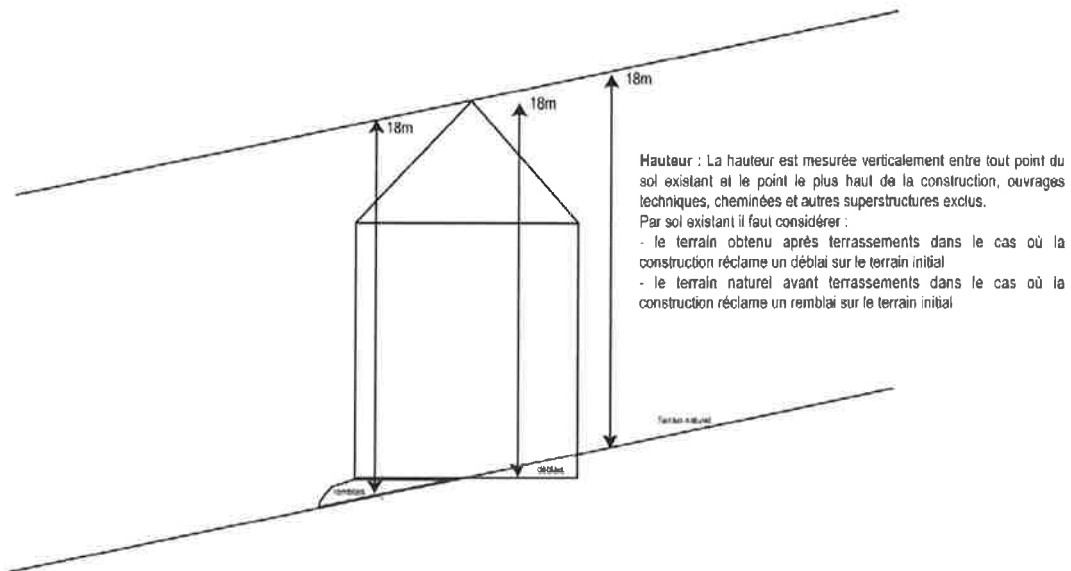 18m
18m
18m
Hauteur : La hauteur est mesurée verticalement entre tout point du
sol existant et le point le plus haut de la construction, ouvrages
techniques, cheminées et autres superstructures exclus.
Par sol existant il faut considérer :
- le terrain obtenu après terrassements dans le cas où la
construction réclame un déblai sur le terrain initial
- le terrain naturel avant terrassements dans le cas où la
construction réclame un remblai sur le terrain initial
Terrain naturel
déblais
remblais